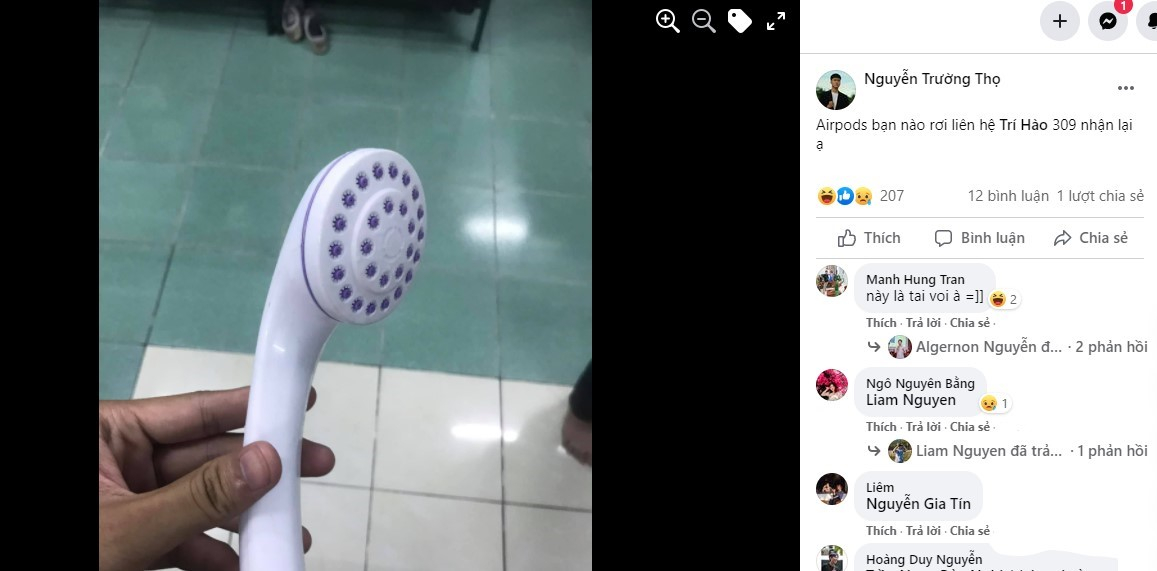 1
Nguyễn Trường Thọ
Airpods bạn nào rơi liên hệ Trí Hào 309 nhận lại
ạ
207
12 bình luận 1 lượt chia sẻ
Thích
Bình luận
Chia sẻ
Manh Hung Tran
này là tai voi à =]]
2
Thích · Trả lời · Chia sẻ ·
Algernon Nguyễn đ... · 2 phản hồi
Ngô Nguyên Bằng
Liam Nguyen
1
Thích · Trả lời · Chia sẻ ·
Liam Nguyen đã trả... · 1 phản hồi
Liêm
Nguyễn Gia Tín
Thích · Trả lời · Chia sẻ ·
Hoàng Duy Nguyễn